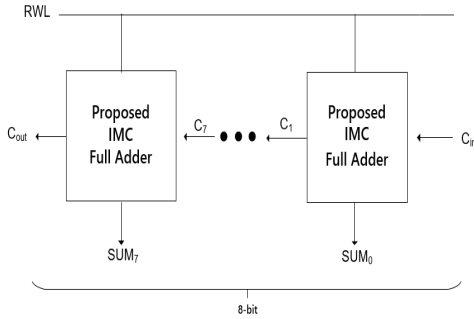 RWL
Proposed
IMC
Full Adder
Proposed
IMC
Full Adder
Cout
C7
C1
Cin
SUM7
SUM0
8-bit